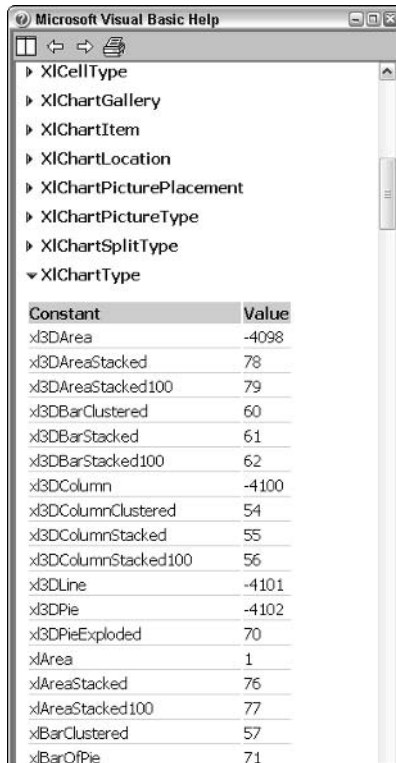 Microsoft Visual Basic Help
XlCellType
XlChartGallery
XlChartItem
XlChartLocation
XlChartPicturePlacement
XlChartPictureType
XlChartSplitType
XlChartType
Constant Value
xl3DArea -4098
xl3DAreaStacked 78
xl3DAreaStacked100 79
xl3DBarClustered 60
xl3DBarStacked 61
xl3DBarStacked100 62
xl3DColumn -4100
xl3DColumnClustered 54
xl3DColumnStacked 55
xl3DColumnStacked100 56
xl3DLine -4101
xl3DPie -4102
xl3DPieExploded 70
xlArea 1
xlAreaStacked 76
xlAreaStacked100 77
xlBarClustered 57
xlBarOfPie 71